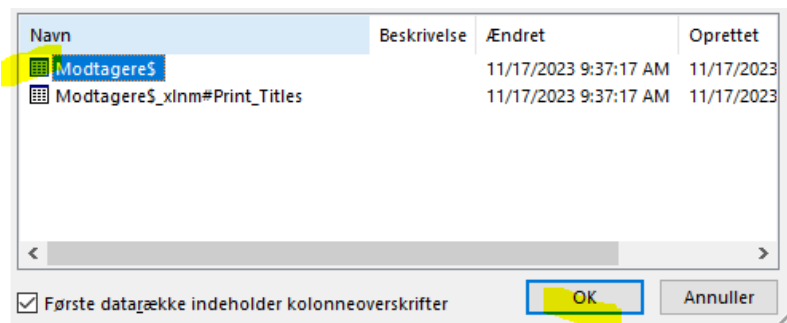 Navn Beskrivelse Ændret Oprettet
Modtagere$ 11/17/2023 9:37:17 AM 11/17/2023
Modtagere$_xlnm#Print_Titles 11/17/2023 9:37:17 AM 11/17/2023
Første datarække indeholder kolonneoverskrifter OK Annuller